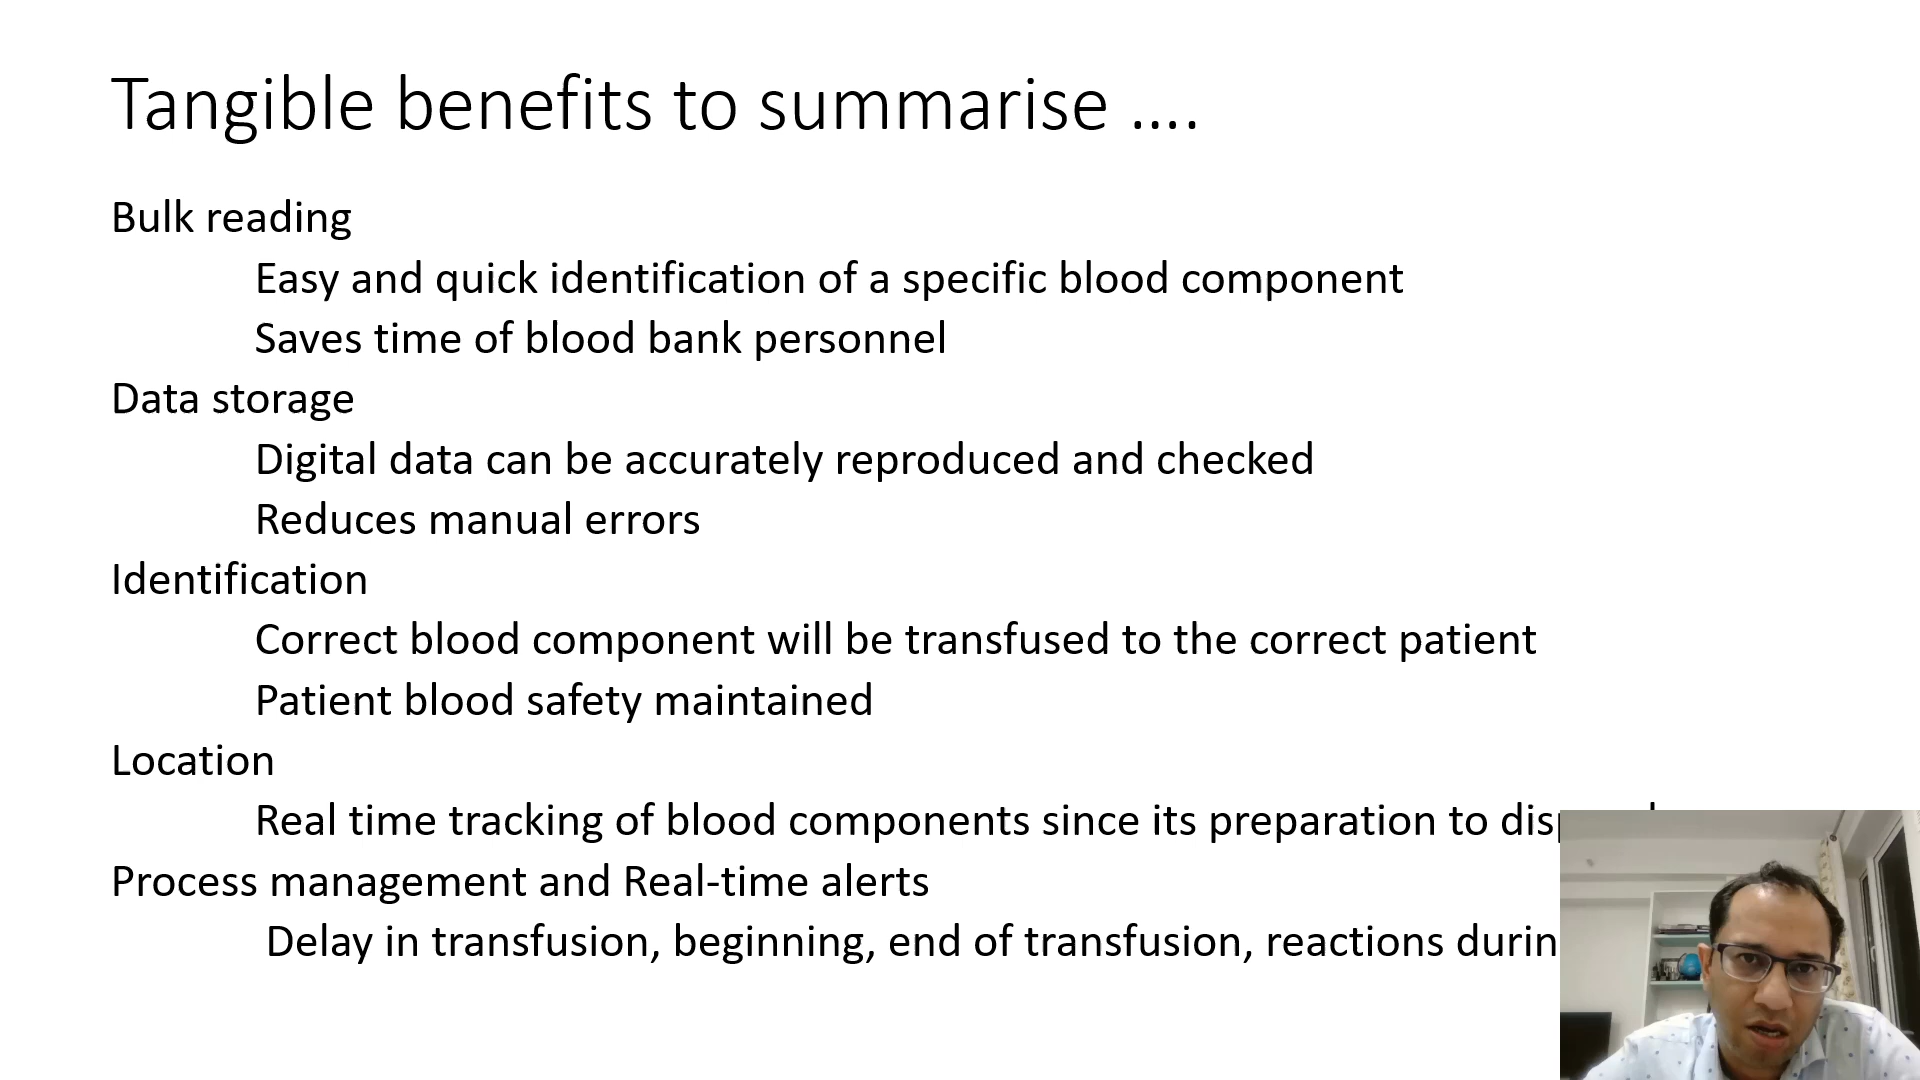 Tangible benefits to summarise ....
Bulk reading
Easy and quick identification of a specific blood component
Saves time of blood bank personnel
Data storage
Digital data can be accurately reproduced and checked
Reduces manual errors
Identification
Correct blood component will be transfused to the correct patient
Patient blood safety maintained
Location
Real time tracking of blood components since its preparation to
Process management and Real-time alerts
Delay in transfusion, beginning, end of transfusion, reactions